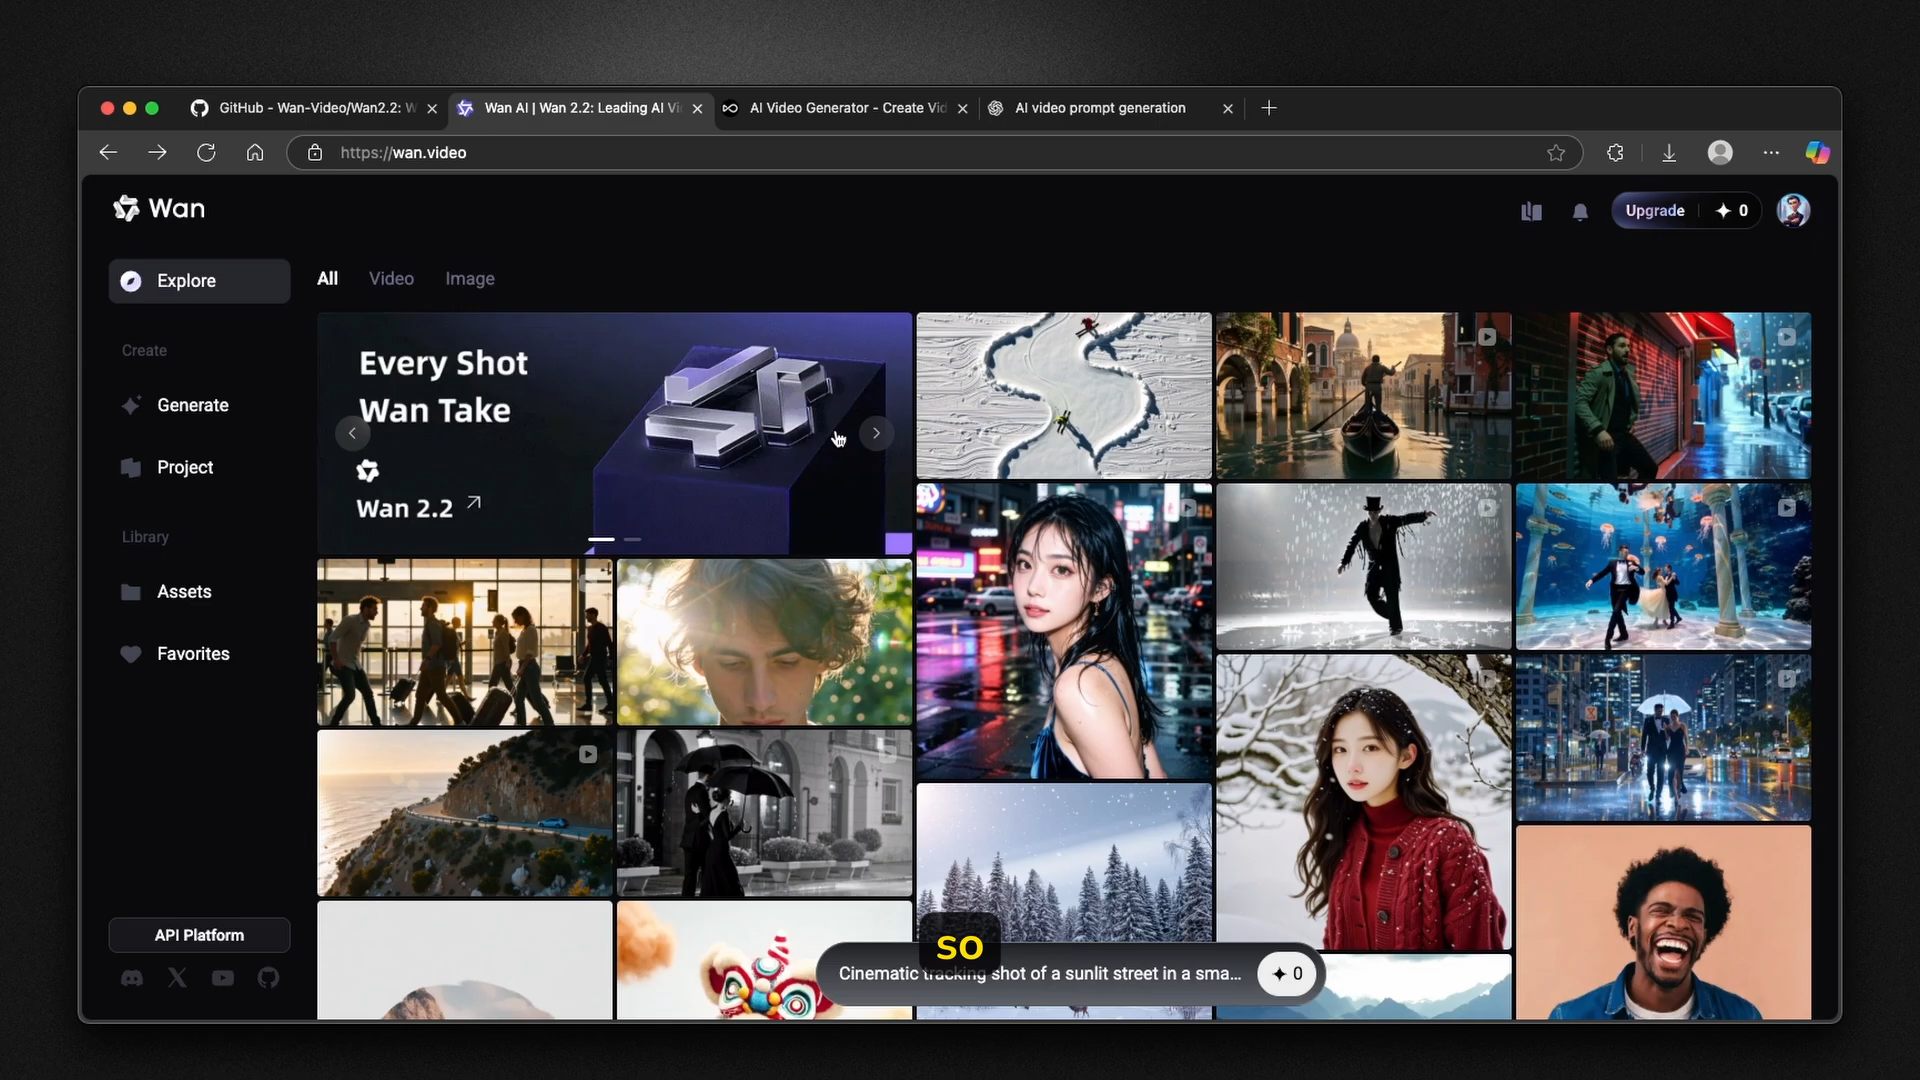 GitHub - Wan-Video/Wan2.2: W
Wan AI | Wan 2.2: Leading AI Vi
AI Video Generator - Create Vid
AI video prompt generation
https://wan.video
Wan
Upgrade
0
Explore
Create
Generate
Project
Library
Assets
Favorites
API Platform
All
Video
Image
Every Shot
Wan Take
Wan 2.2
so
Cinematic tracking shot of a sunlit street in a sma...
0